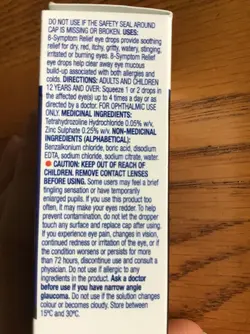 DO NOT USE IF THE SAFETY SEAL AROUND
CAP IS MISSING OR BROKEN. USES:
8-Symptom Relief eye drops provide soothing
relief for dry, red, itchy, gritty, watery, stinging,
irritated or burning eyes. 8-Symptom Relief
eye drops help clear away eye mucous
build-up associated with both allergies and
colds. DIRECTIONS: ADULTS AND CHILDREN
12 YEARS AND OVER: Squeeze 1 or 2 drops in
the affected eye(s) up to 4 times a day or as
directed by a doctor. FOR OPHTHALMIC USE
ONLY. MEDICINAL INGREDIENTS:
Tetrahydrozoline Hydrochloride 0.05% w/v,
Zinc Sulphate 0.25% w/v. NON-MEDICINAL
INGREDIENTS (ALPHABETICAL):
Benzalkonium chloride, boric acid, disodium
EDTA, sodium chloride, sodium citrate, water.
CAUTION: KEEP OUT OF REACH OF
CHILDREN. REMOVE CONTACT LENSES
BEFORE USING. Some users may feel a brief
tingling sensation or have temporarily
enlarged pupils. If you use this product too
often, it may make your eyes redder. To help
prevent contamination, do not let the dropper
touch any surface and replace cap after using.
If you experience eye pain, changes in vision,
continued redness or irritation of the eye, or if
the condition worsens or persists for more
than 72 hours, discontinue use and consult a
physician. Do not use if allergic to any
ingredients in the product. Ask a doctor
before use if you have narrow angle
glaucoma. Do not use if the solution changes
colour or becomes cloudy. Store between
15°C and 30°C.